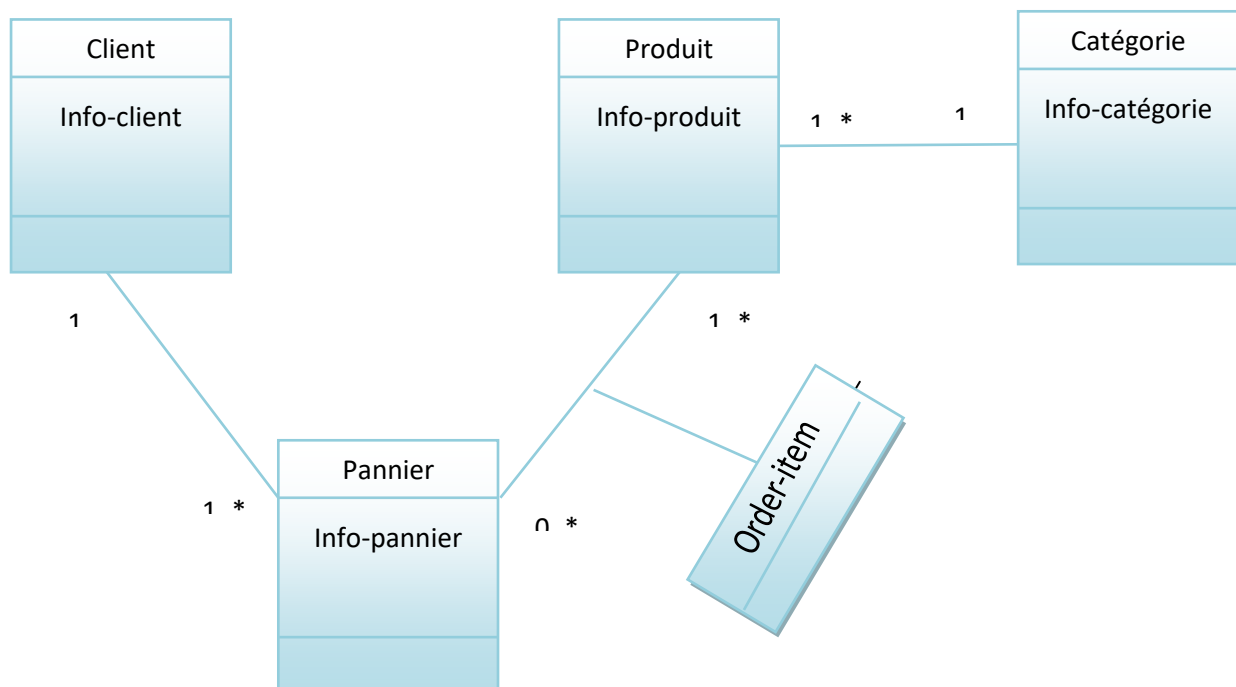 Client
Produit
Catégorie
Info-client
Info-produit
Info-catégorie
1 *
1
1
1 *
Order-item
Pannier
1 *
0 *
Info-pannier